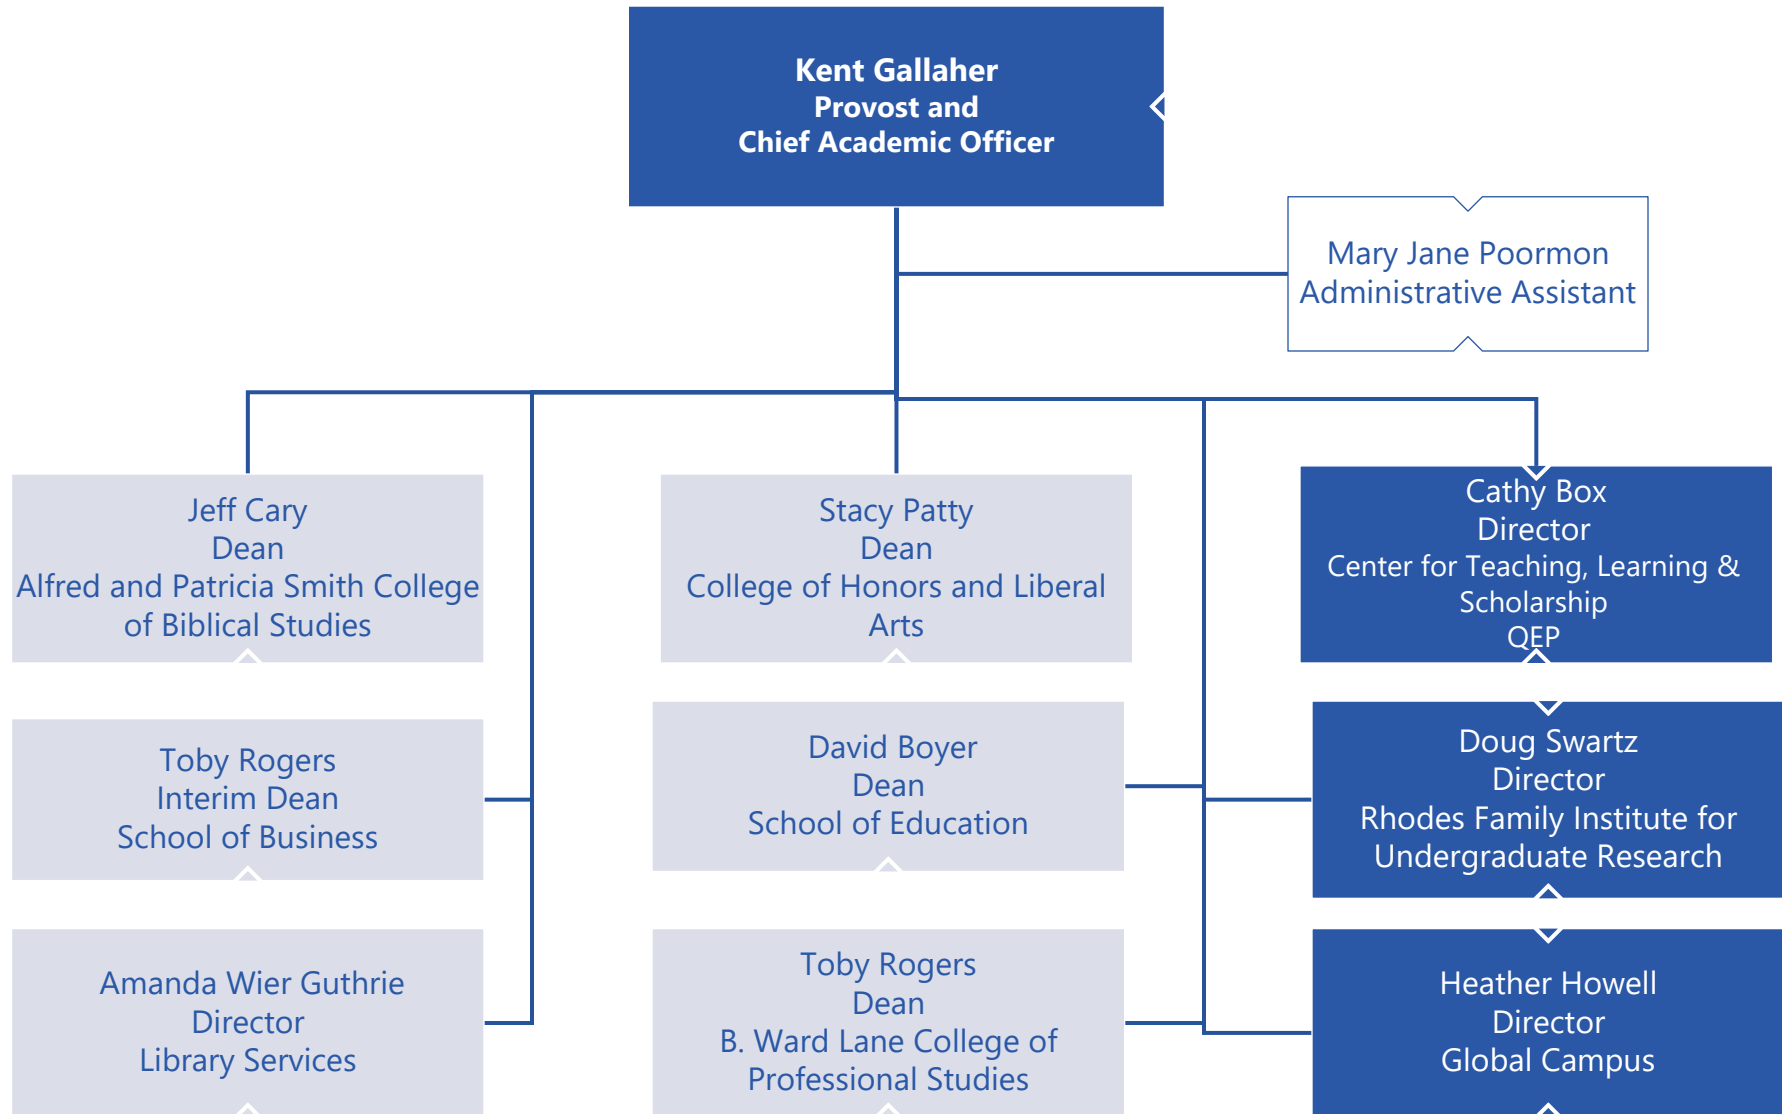 Kent Gallaher
Provost and
Chief Academic Officer
Mary Jane Poormon
Administrative Assistant
Jeff Cary
Dean
Alfred and Patricia Smith College
of Biblical Studies
Stacy Patty
Dean
College of Honors and Liberal
Arts
Cathy Box
Director
Center for Teaching, Learning &
Scholarship
QEP
Toby Rogers
Interim Dean
School of Business
David Boyer
Dean
School of Education
Doug Swartz
Director
Rhodes Family Institute for
Undergraduate Research
Amanda Wier Guthrie
Director
Library Services
Toby Rogers
Dean
B. Ward Lane College of
Professional Studies
Heather Howell
Director
Global Campus